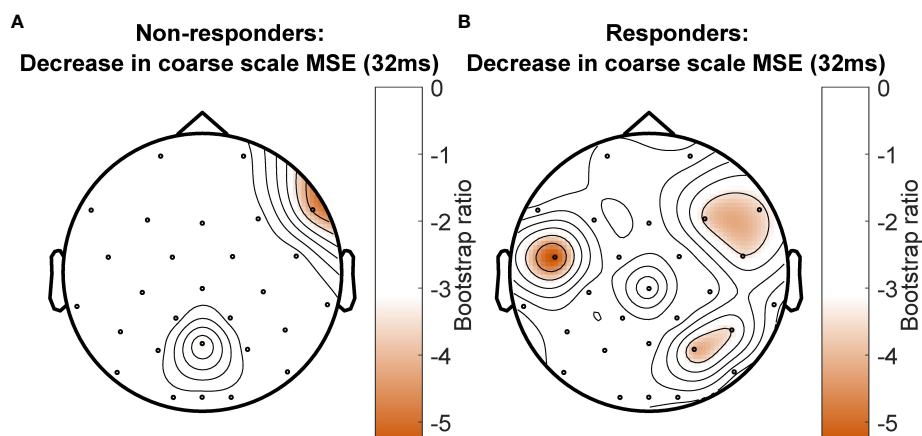 A
Non-responders:
Decrease in coarse scale MSE (32ms)
0
-1
-2
-3
-4
-5
Bootstrap ratio
B
Responders:
Decrease in coarse scale MSE (32ms)
0
-1
-2
-3
-4
-5
Bootstrap ratio